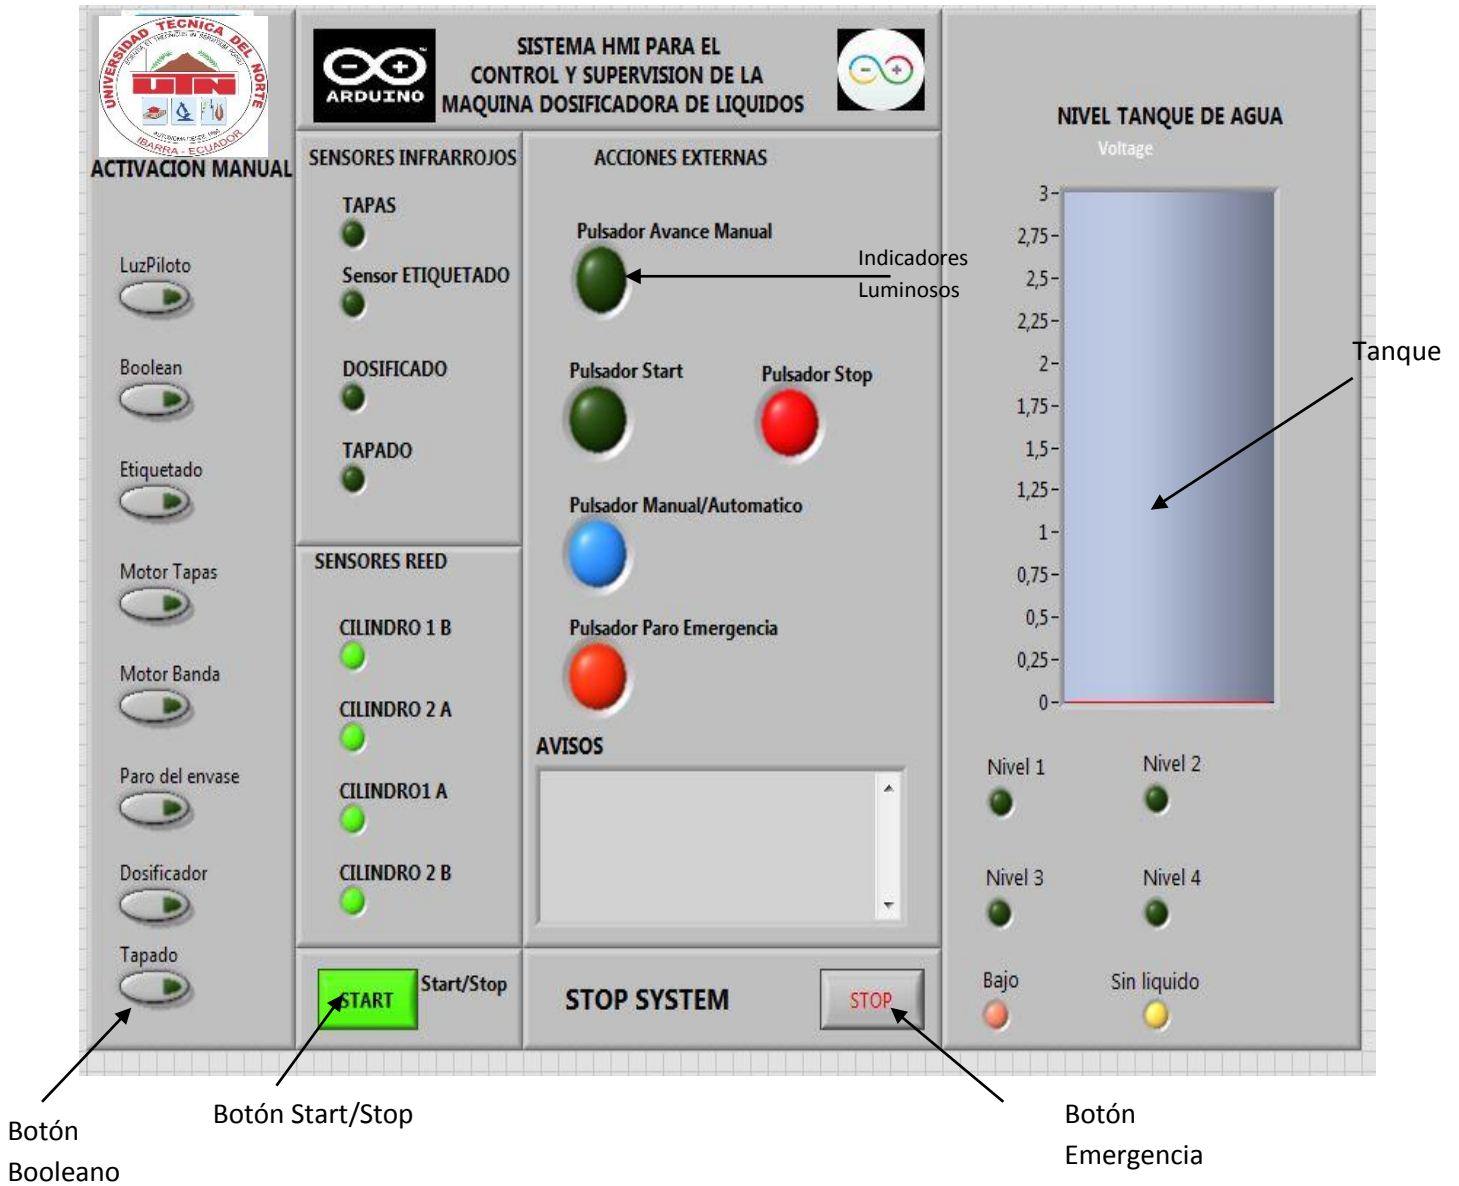 UNIVERSIDAD TECNICA DEL NORTE
IBARRA - ECUADOR
UTN
ARDUINO
SISTEMA HMI PARA EL
CONTROL Y SUPERVISION DE LA
MAQUINA DOSIFICADORA DE LIQUIDOS
ACTIVACION MANUAL
LuzPiloto
Boolean
Etiquetado
Motor Tapas
Motor Banda
Paro del envase
Dosificador
Tapado
SENSORES INFRARROJOS
TAPAS
Sensor ETIQUETADO
DOSIFICADO
TAPADO
SENSORES REED
CILINDRO 1 B
CILINDRO 2 A
CILINDRO1 A
CILINDRO 2 B
START
Start/Stop
ACCIONES EXTERNAS
Pulsador Avance Manual
Indicadores
Luminosos
Pulsador Start
Pulsador Stop
Pulsador Manual/Automatico
Pulsador Paro Emergencia
AVISOS
STOP SYSTEM
STOP
NIVEL TANQUE DE AGUA
Voltage
3
2,75
2,5
2,25
2
1,75
1,5
1,25
1
0,75
0,5
0,25
0
Tanque
Nivel 1
Nivel 2
Nivel 3
Nivel 4
Bajo
Sin liquido
Botón
Booleano
Botón Start/Stop
Botón
Emergencia